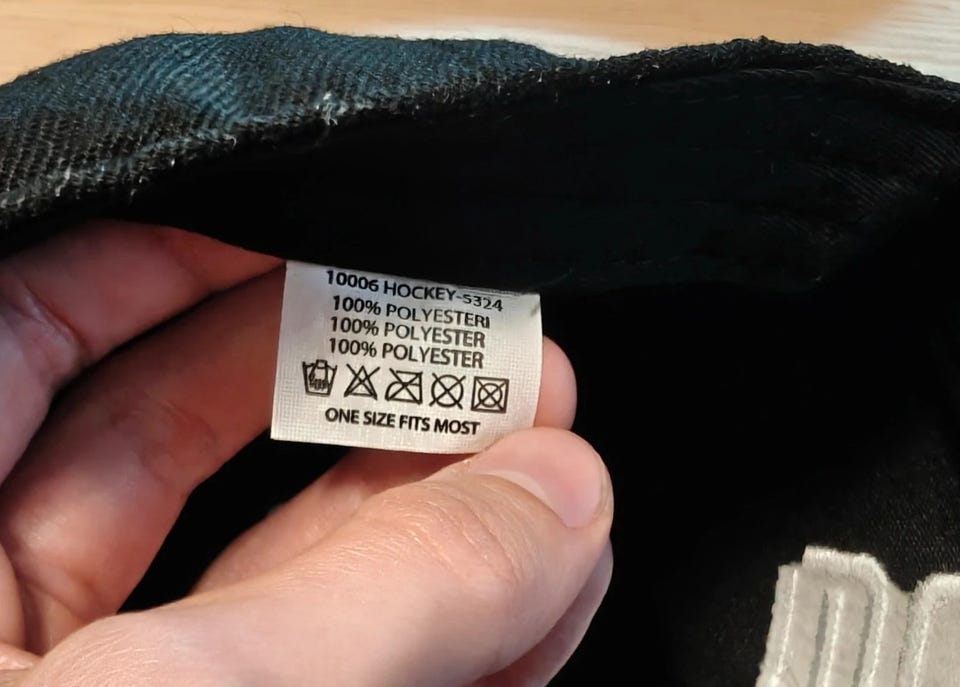 10006 HOCKEY-5324
100% POLYESTERI
100% POLYESTER
100% POLYESTER
ONE SIZE FITS MOST